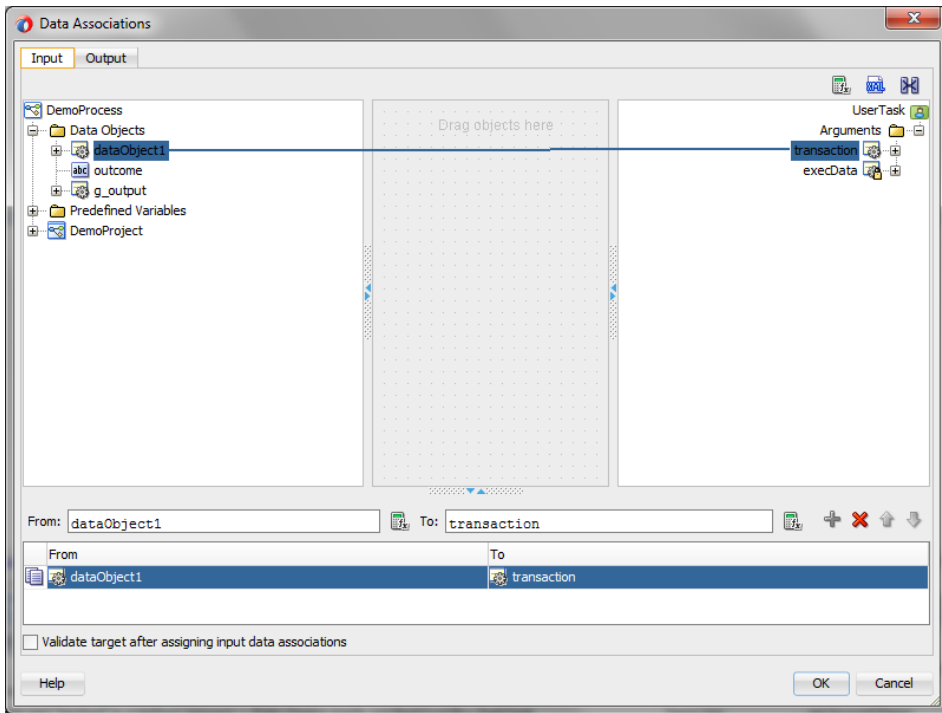 Data Associations
Input Output
DemoProcess
Data Objects
dataObject1
abc outcome
g_output
Predefined Variables
DemoProject
Drag objects here
UserTask
Arguments
transaction
execData
From: dataObject1 To: transaction
From To
dataObject1 transaction
Validate target after assigning input data associations
Help OK Cancel